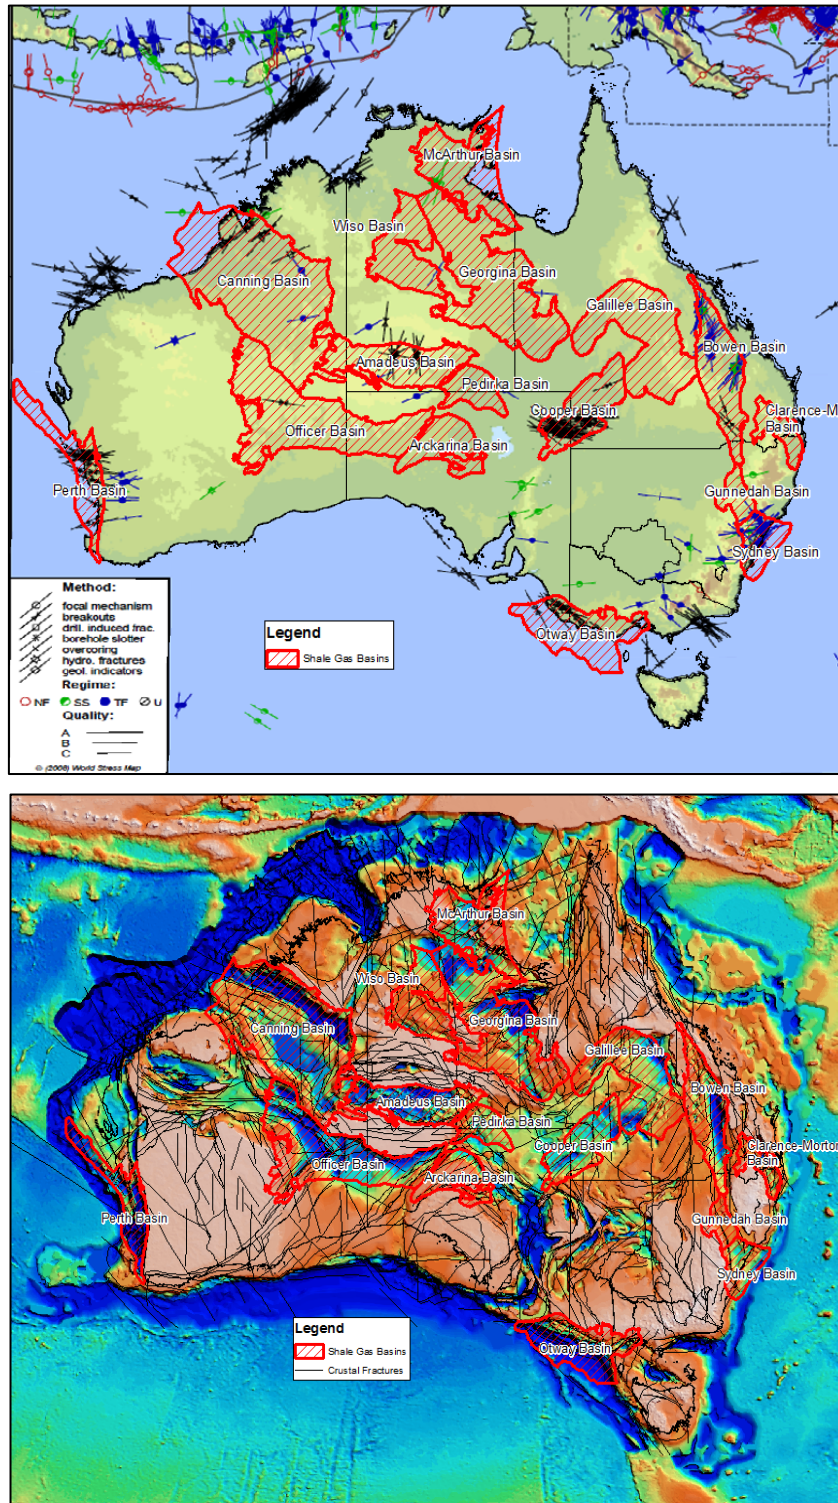 McArthur Basin
Wiso Basin
Canning Basin
Georgina Basin
Galillee Basin
Bowen Basin
Amadeus Basin
Pedirka Basin
Cooper Basin
Clarence-M
Basin
Officer Basin
Arckarina Basin
Perth Basin
Gunnedah Basin
Sydney Basin
Otway Basin
Method:
focal mechanism
breakouts
drill. induced frac.
borehole slotter
overcoring
hydro. fractures
geol. indicators
Regime:
NF SS TF U
Quality:
A
B
C
© (2008) World Stress Map
Legend
Shale Gas Basins
McArthur Basin
Wiso Basin
Canning Basin
Georgina Basin
Galillee Basin
Bowen Basin
Amadeus Basin
Pedirka Basin
Cooper Basin
Clarence-Morton
Basin
Officer Basin
Arckarina Basin
Perth Basin
Gunnedah Basin
Sydney Basin
Otway Basin
Legend
Shale Gas Basins
Crustal Fractures